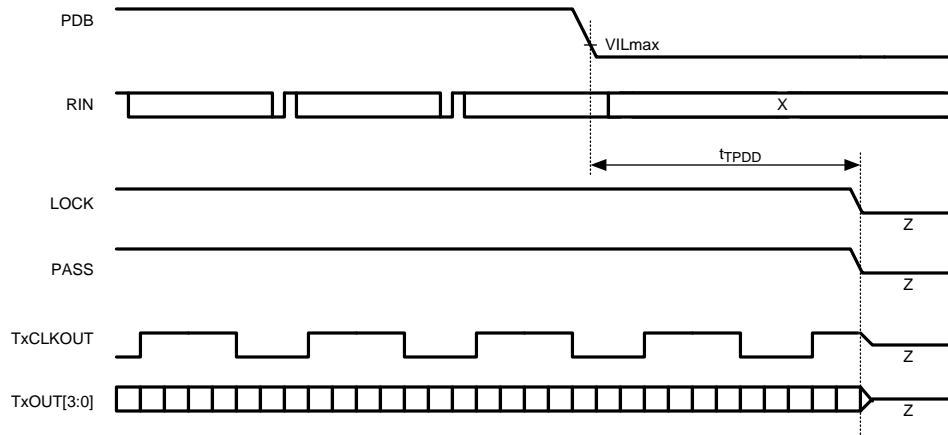 PDB
VILmax
RIN
X
tTPDD
LOCK
Z
PASS
Z
TxCLKOUT
Z
TxOUT[3:0]
Z